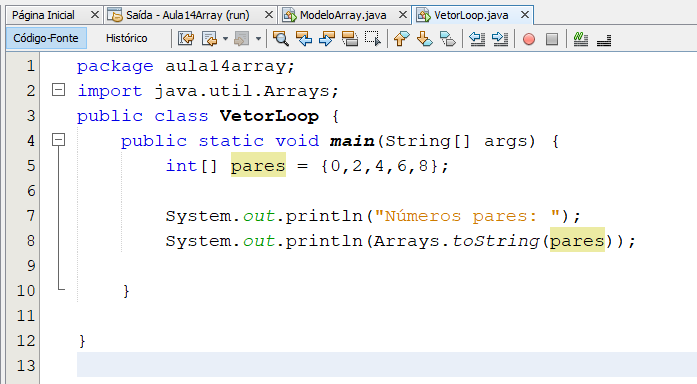 Página Inicial
Saída - Aula14Array (run)
ModeloArray.java
VetorLoop.java
Código-Fonte
Histórico
1 package aula14array;
2 import java.util.Arrays;
3 public class VetorLoop {
4 public static void main(String[] args) {
5 int[] pares = {0,2,4,6,8};
6
7 System.out.println("Números pares: ");
8 System.out.println(Arrays.toString(pares));
9
10 }
11
12 }
13